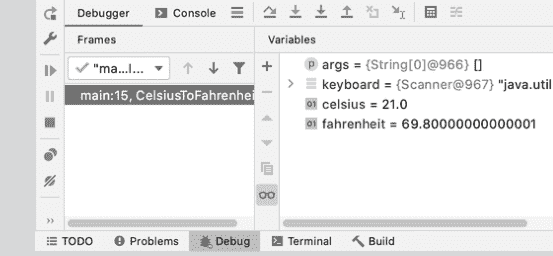 Debugger Console
Frames Variables
"ma...l...
args = {String[0]@966} []
keyboard = {Scanner@967} "java.util
main:15, CelsiusToFahrenhei
celsius = 21.0
fahrenheit = 69.80000000000001
TODO Problems Debug Terminal Build